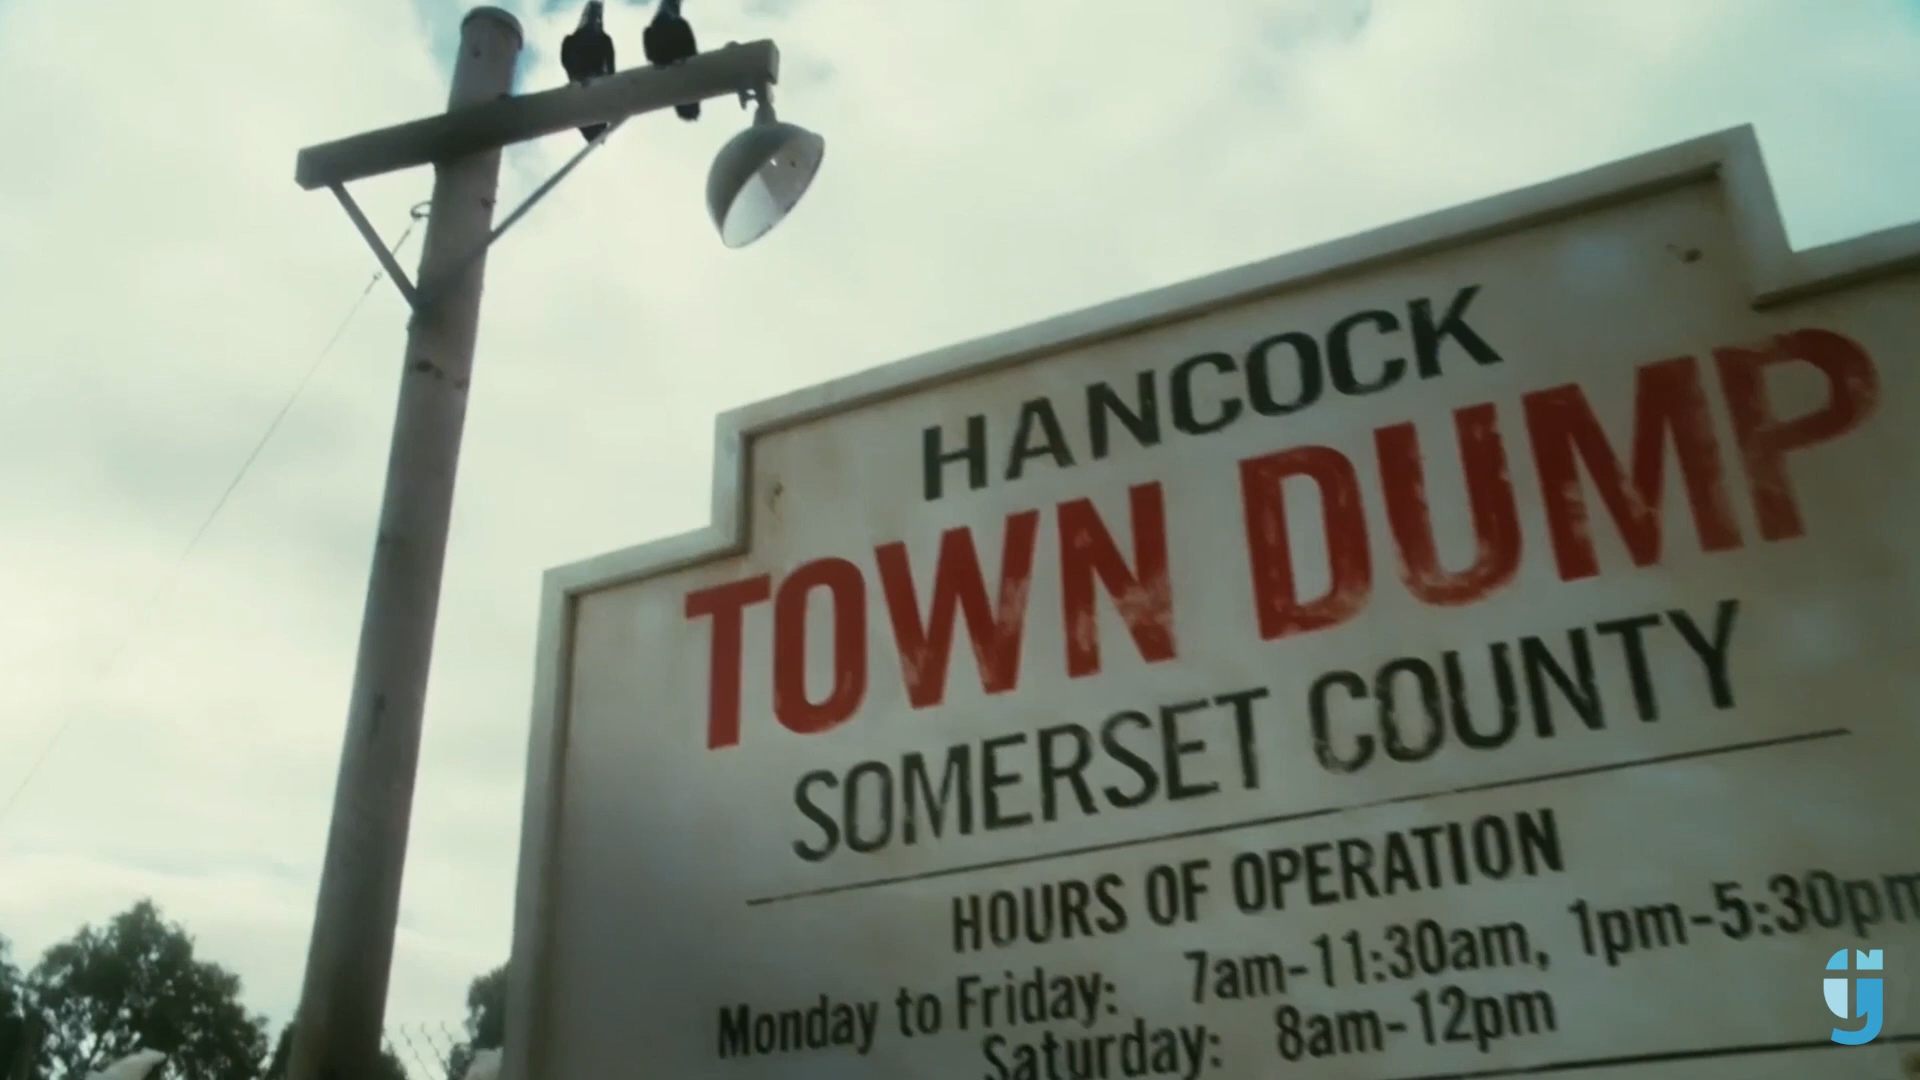 HANCOCK
TOWN DUMP
SOMERSET COUNTY
HOURS OF OPERATION
Monday to Friday: 7am-11:30am, 1pm-5:30pm
Saturday: 8am-12pm